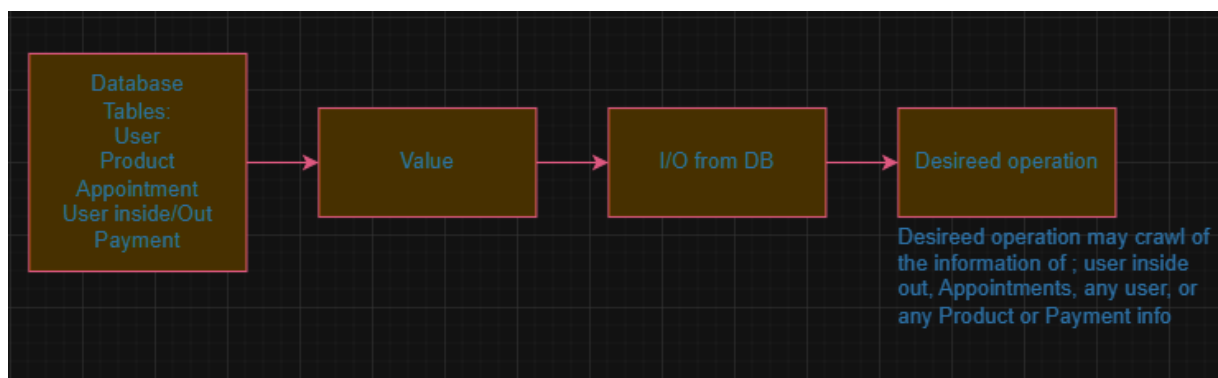 Database
Tables:
User
Product
Appointment
User inside/Out
Payment
Value
I/O from DB
Desireed operation
Desireed operation may crawl of
the information of ; user inside
out, Appointments, any user, or
any Product or Payment info